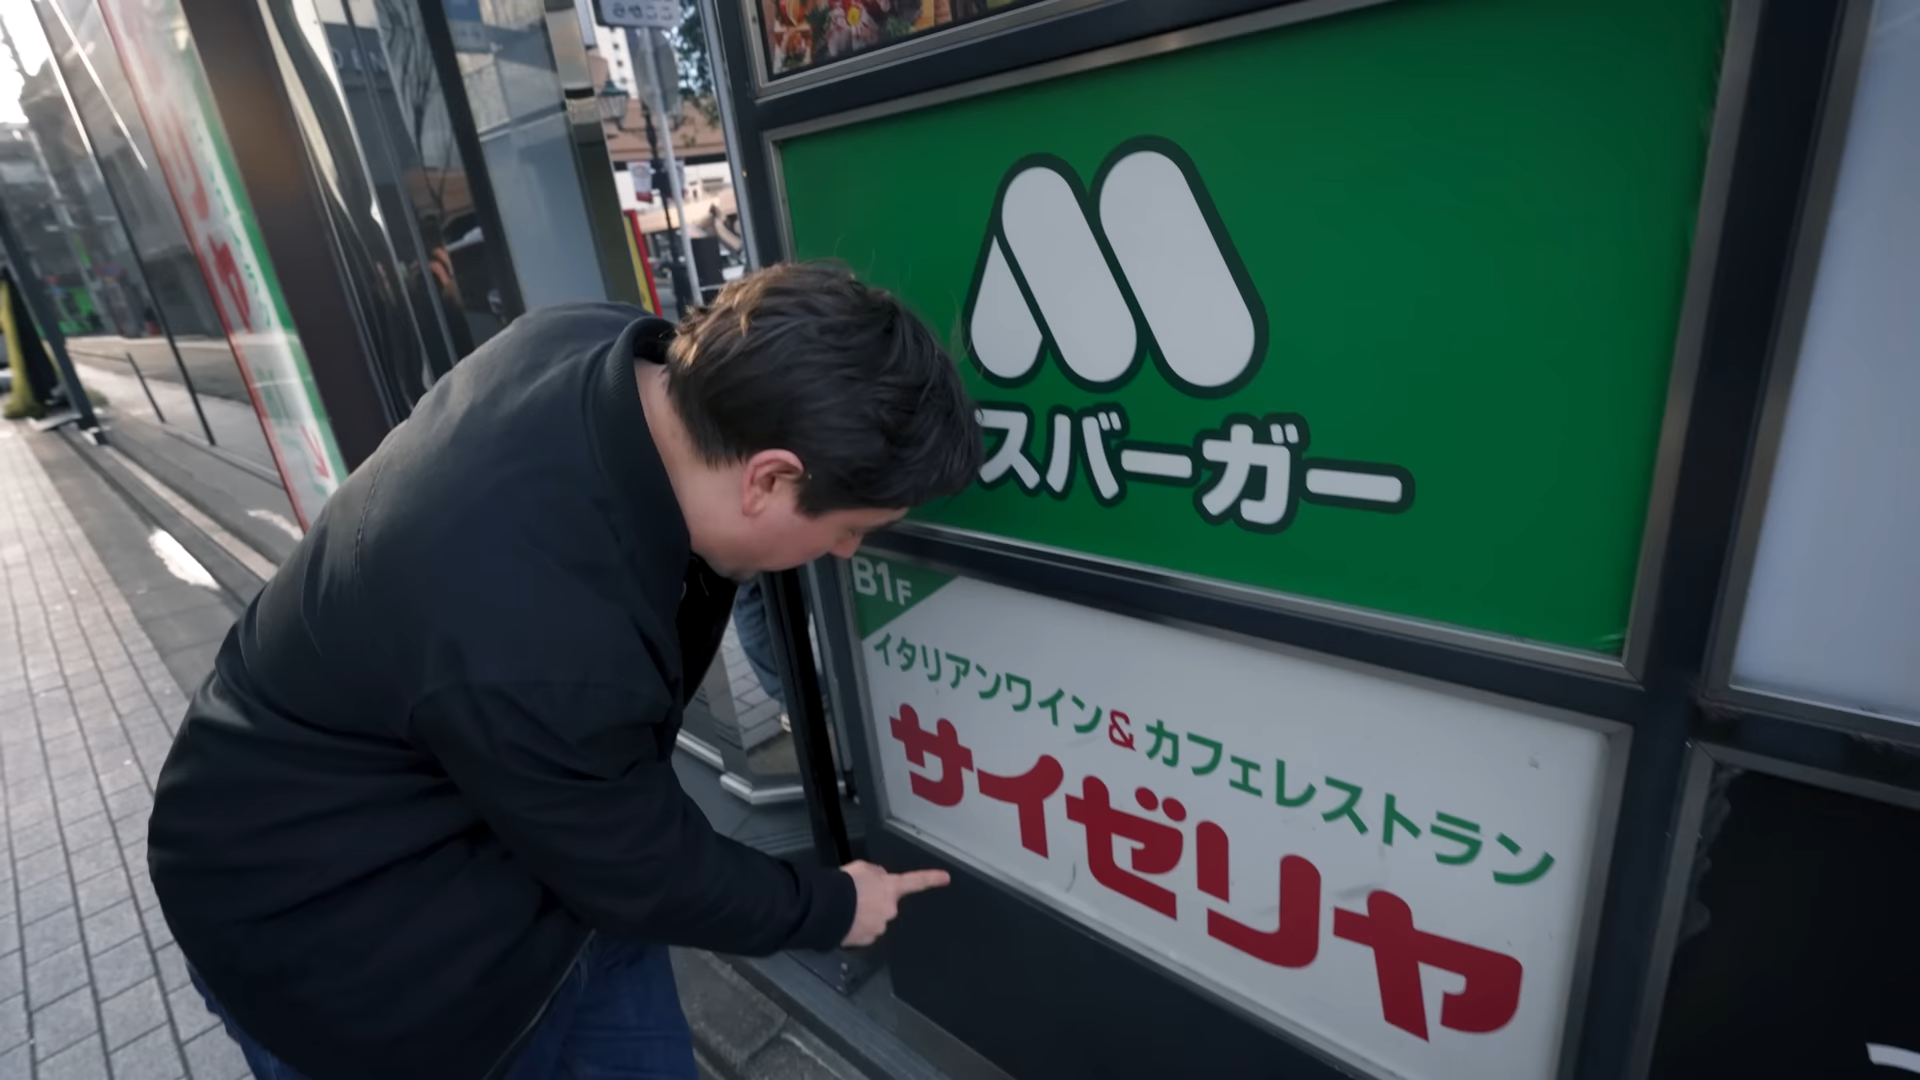 スバーガー
B1F
イタリアンワイン&カフェレストラン
サイゼリヤ